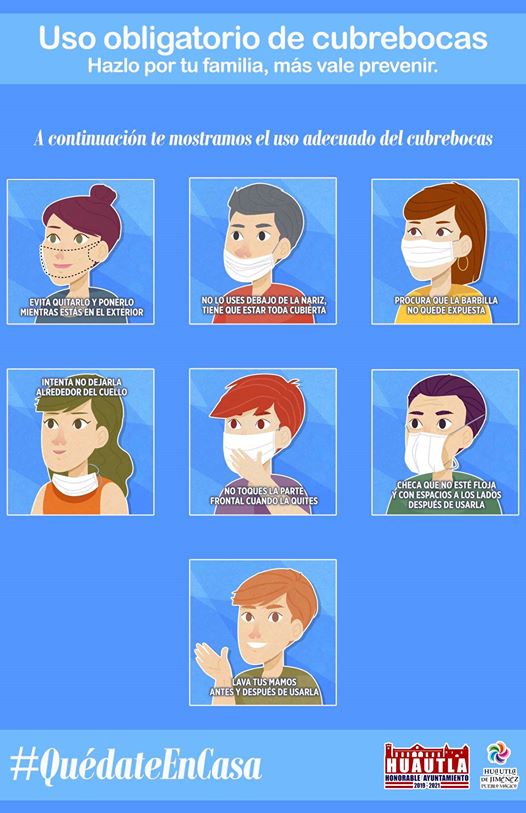 Uso obligatorio de cubrebocas
Hazlo por tu familia, más vale prevenir.
A continuación te mostramos el uso adecuado del cubrebocas
EVITA QUITARLO Y PONERLO
MIENTRAS ESTÁS EN EL EXTERIOR
NO LO USES DEBAJO DE LA NARIZ,
TIENE QUE ESTAR TODA CUBIERTA
PROCURA QUE LA BARBILLA
NO QUEDE EXPUESTA
INTENTA NO DEJARLA
ALREDEDOR DEL CUELLO
NO TOQUES LA PARTE
FRONTAL CUANDO LA QUITES
CHECA QUE NO ESTÉ FLOJA
Y CON ESPACIOS A LOS LADOS
DESPUÉS DE USARLA
LAVA TUS MAMOS
ANTES Y DESPUÉS DE USARLA
#QuédateEnCasa
HUAUTLA
HONORABLE AYUNTAMIENTO
2019 - 2021
HUAUTLA
DE JIMÉNEZ
PUEBLO MÁGICO